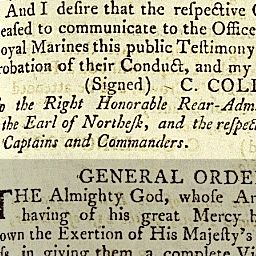 And I desire that the respective
eased to communicate to the Office
oyal Marines this public Teſtimony
robation of their Conduct, and my
(Signed) C. COLL
o the Right Honorable Rear-Adm
the Earl of Northeſk, and the reſpect
Captains and Commanders.
GENERAL ORDE
THE Almighty God, whoſe Ar
having of his great Mercy b
own the Exertion of His Majeſty's
in giving them a complete Vi